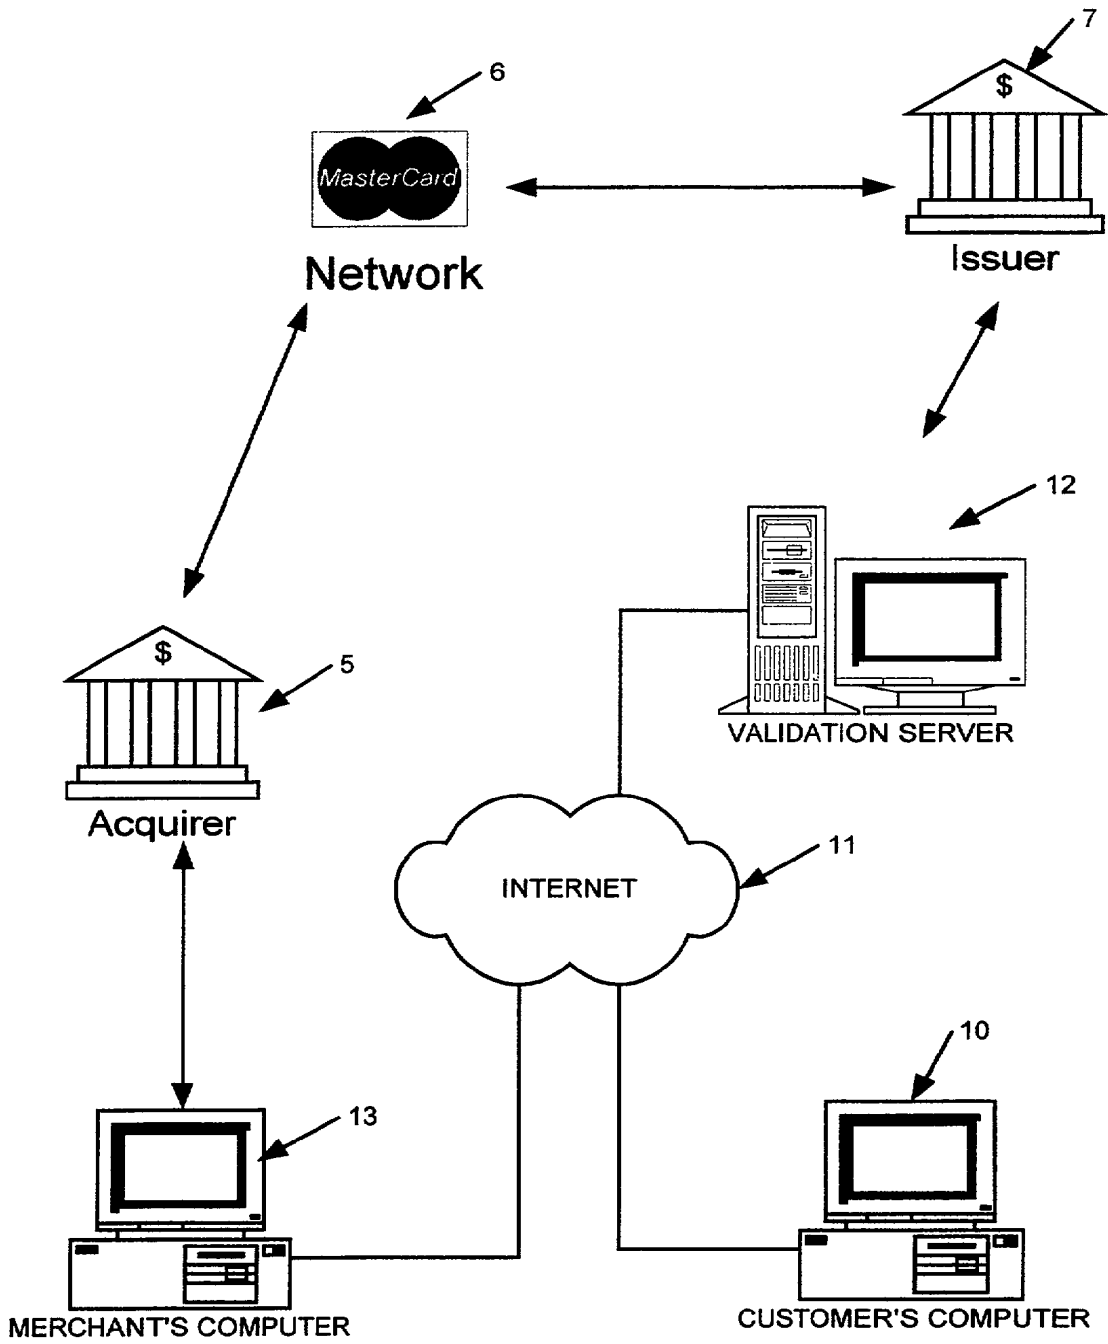 7
6
$
MasterCard
Network
Issuer
12
$
5
VALIDATION SERVER
Acquirer
11
INTERNET
10
13
MERCHANT'S COMPUTER
CUSTOMER'S COMPUTER